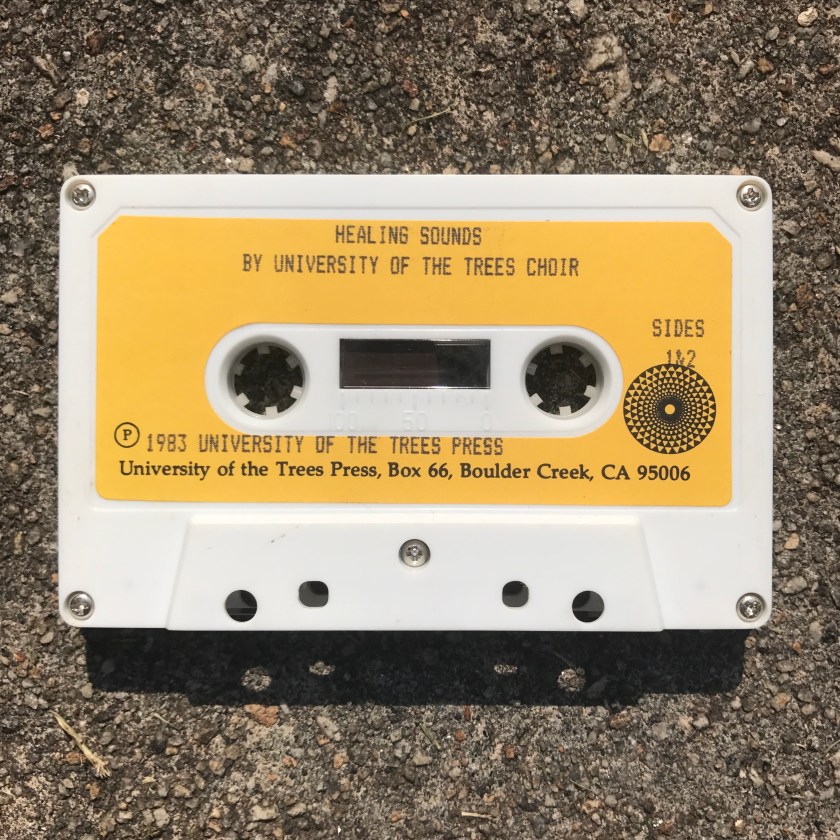 HEALING SOUNDS
BY UNIVERSITY OF THE TREES CHOIR
SIDES
1&2
100 50 0
Ⓟ 1983 UNIVERSITY OF THE TREES PRESS
University of the Trees Press, Box 66, Boulder Creek, CA 95006